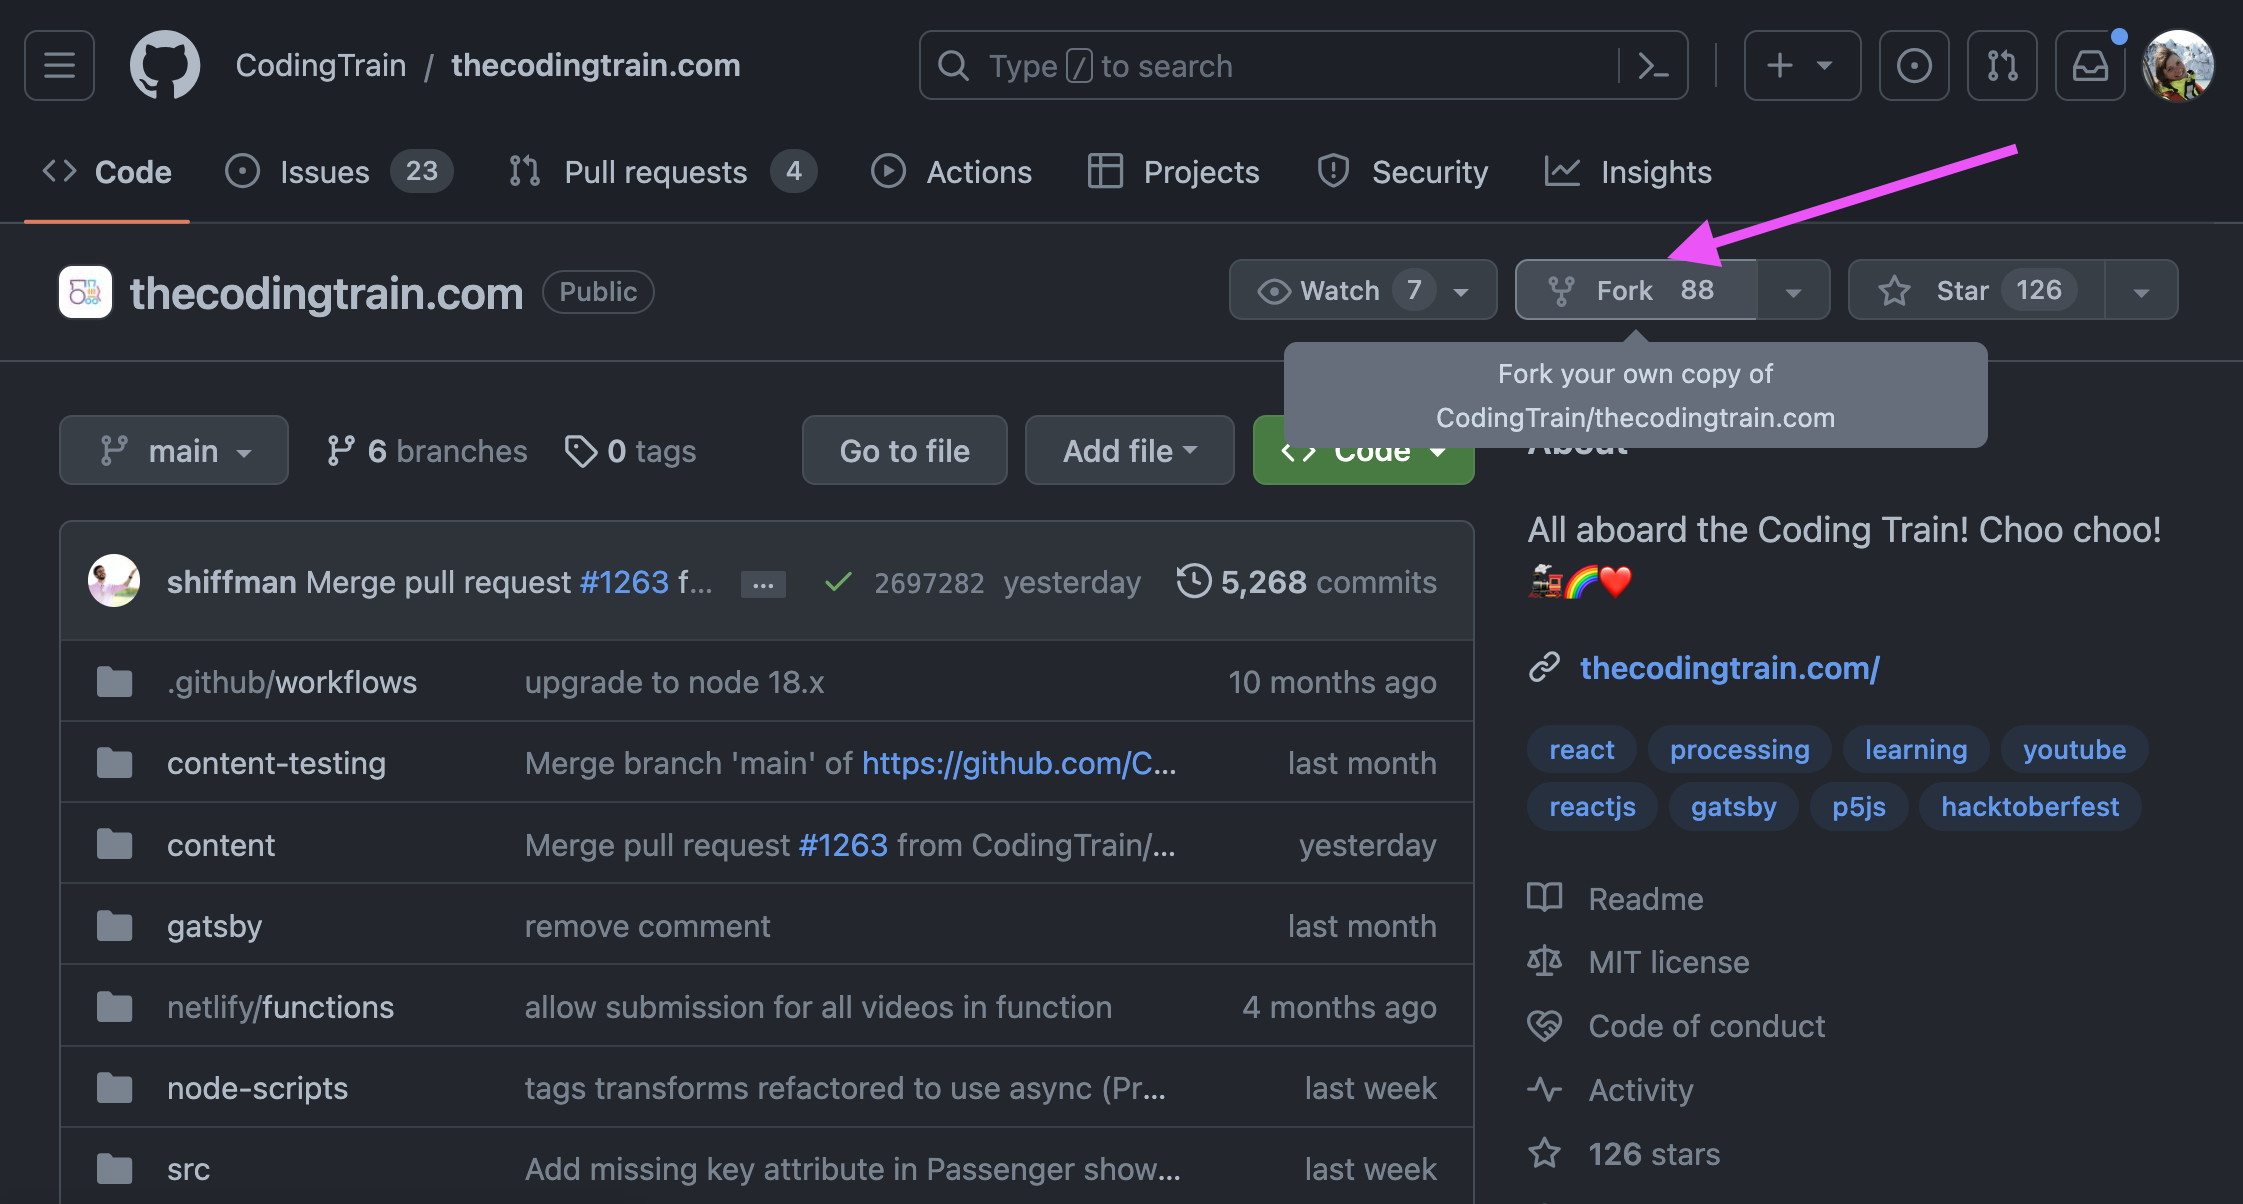 CodingTrain / thecodingtrain.com
Type / to search
Code
Issues 23
Pull requests 4
Actions
Projects
Security
Insights
thecodingtrain.com Public
Watch 7
Fork 88
Star 126
Fork your own copy of
CodingTrain/thecodingtrain.com
main
6 branches
0 tags
Go to file
Add file
Code
shiffman Merge pull request #1263 f... ... 2697282 yesterday 5,268 commits
.github/workflows upgrade to node 18.x 10 months ago
content-testing Merge branch 'main' of https://github.com/C... last month
content Merge pull request #1263 from CodingTrain/... yesterday
gatsby remove comment last month
netlify/functions allow submission for all videos in function 4 months ago
node-scripts tags transforms refactored to use async (Pr... last week
src Add missing key attribute in Passenger show... last week
About
All aboard the Coding Train! Choo choo!
🚂🌈❤️
thecodingtrain.com/
react processing learning youtube
reactjs gatsby p5js hacktoberfest
Readme
MIT license
Code of conduct
Activity
126 stars